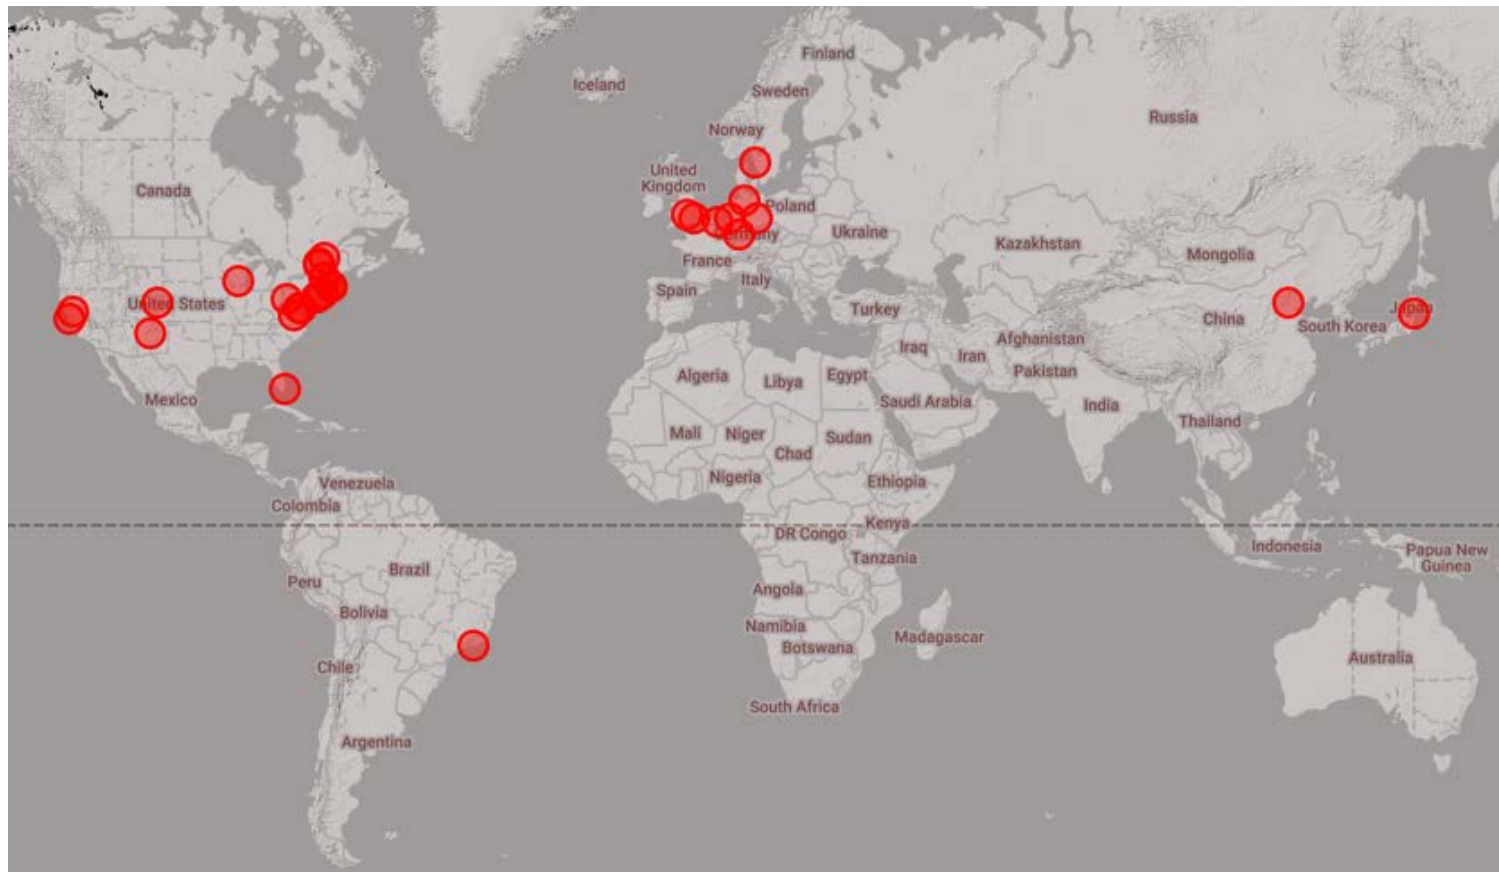 Finland
Iceland
Sweden
Russia
Norway
United
Kingdom
Canada
Poland
Ukraine
Germany
Kazakhstan
Mongolia
France
Italy
Spain
United States
Turkey
Japan
China
South Korea
Afghanistan
Iraq
Iran
Pakistan
Algeria
Libya
Egypt
Mexico
Saudi Arabia
India
Thailand
Mali
Niger
Sudan
Chad
Venezuela
Nigeria
Ethiopia
Colombia
Kenya
DR Congo
Indonesia
Papua New
Guinea
Tanzania
Brazil
Peru
Angola
Bolivia
Namibia
Madagascar
Botswana
Australia
Chile
South Africa
Argentina